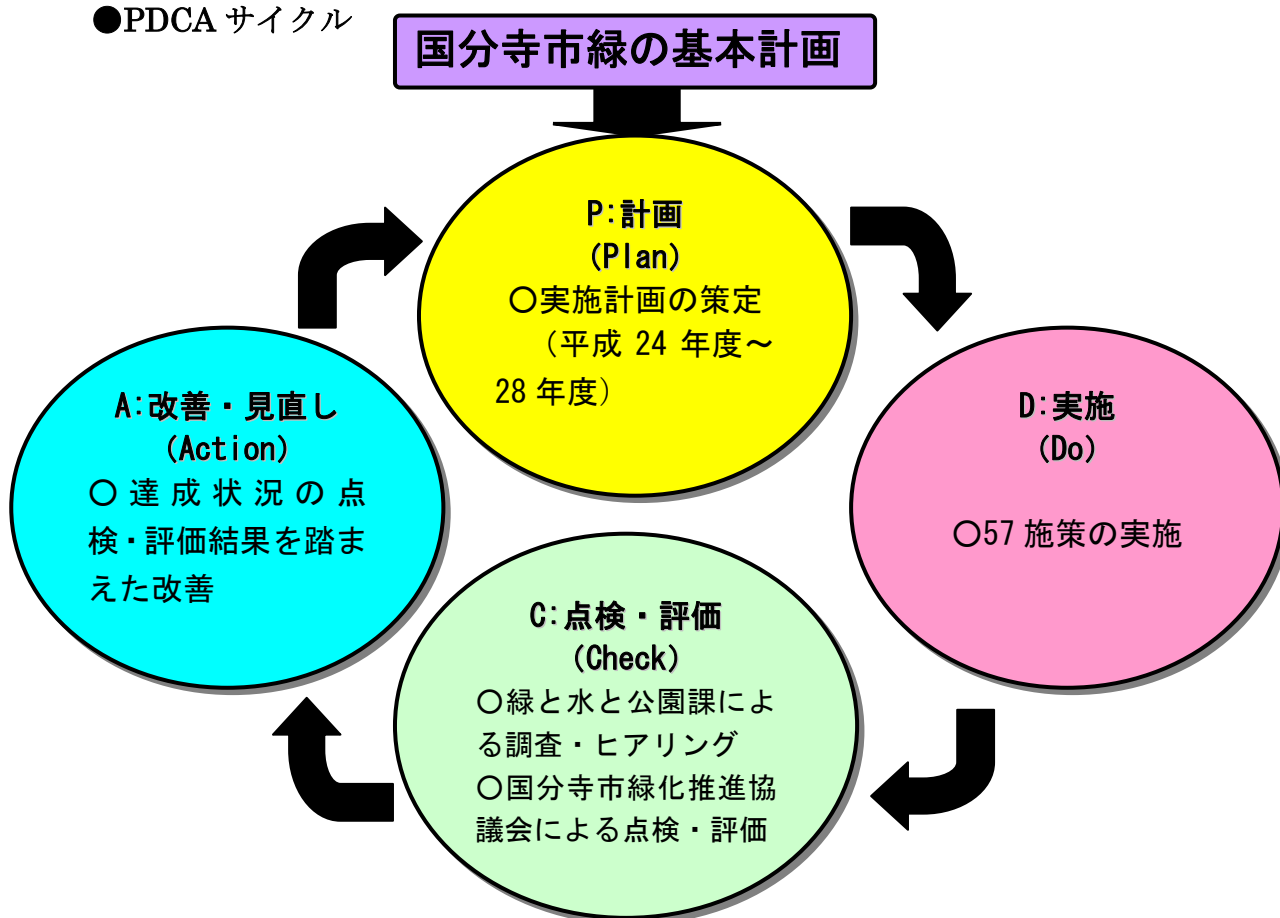 ●PDCA サイクル
国分寺市緑の基本計画
P:計画
(Plan)
○実施計画の策定
（平成 24 年度～
28 年度）
D:実施
(Do)
○57 施策の実施
C:点検・評価
(Check)
○緑と水と公園課によ
る調査・ヒアリング
○国分寺市緑化推進協
議会による点検・評価
A:改善・見直し
(Action)
○達成状況の点
検・評価結果を踏ま
えた改善